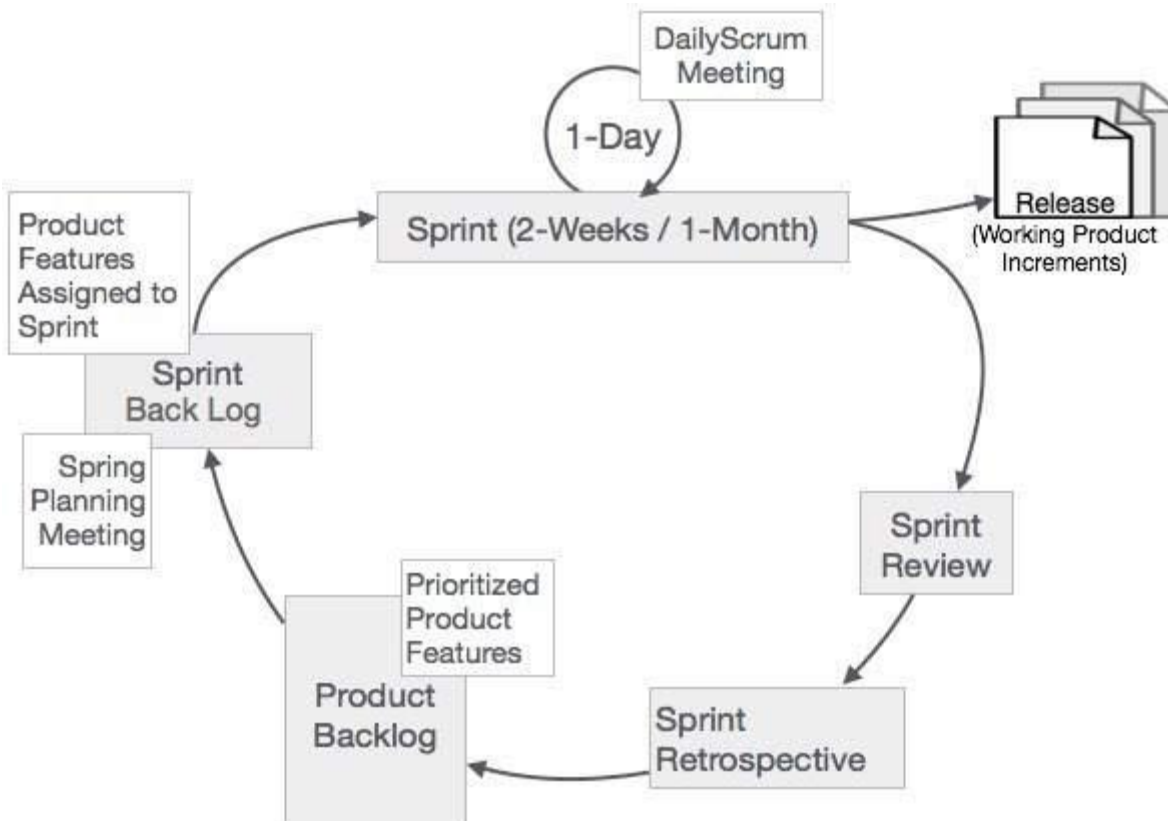 DailyScrum
Meeting
1-Day
Sprint (2-Weeks / 1-Month)
Release
(Working Product
Increments)
Product
Features
Assigned to
Sprint
Sprint
Back Log
Spring
Planning
Meeting
Sprint
Review
Prioritized
Product
Features
Product
Backlog
Sprint
Retrospective